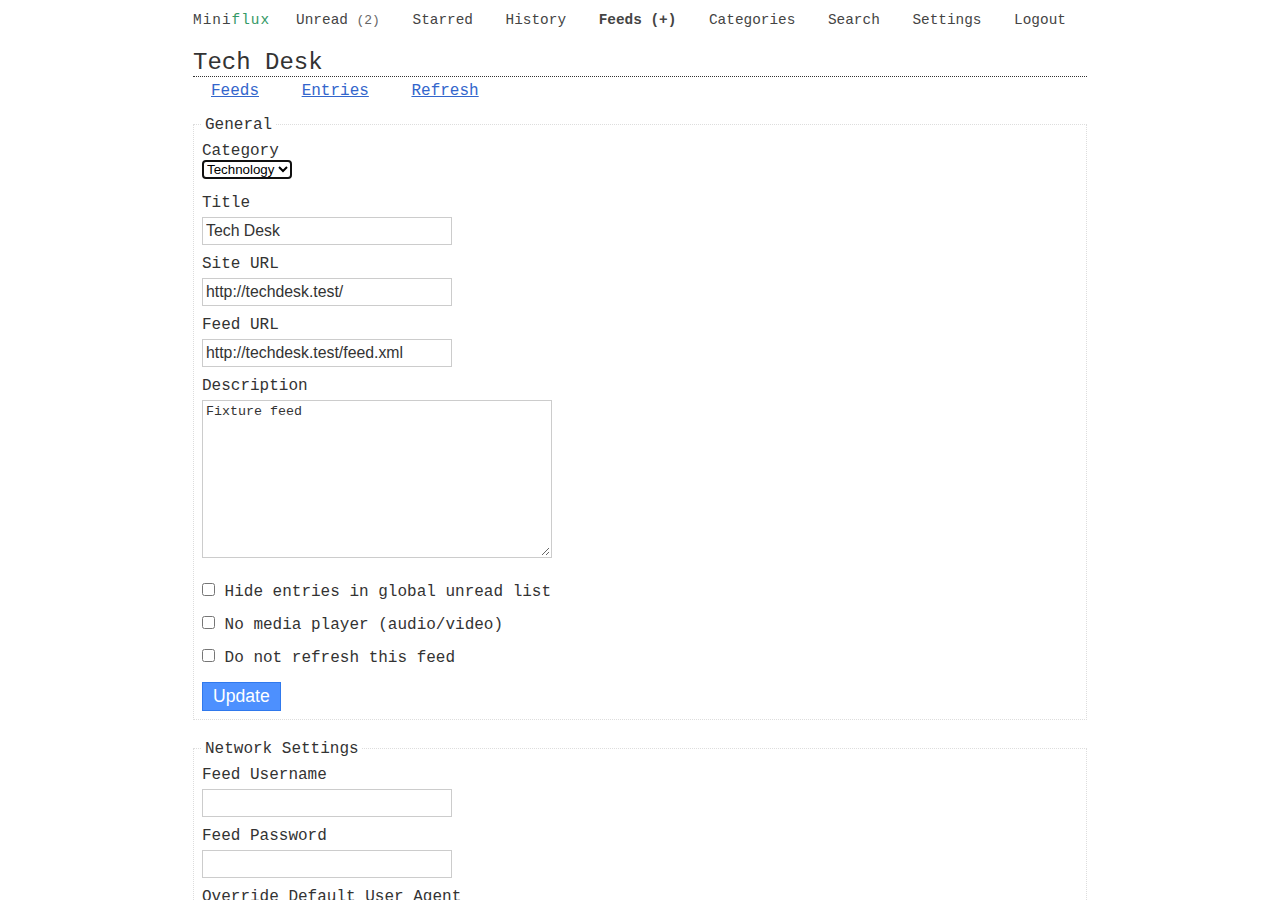 Miniflux Unread (2) Starred History Feeds (+) Categories Search Settings Logout
Tech Desk
Feeds Entries Refresh
General
Category
Technology
Title
Tech Desk
Site URL
http://techdesk.test/
Feed URL
http://techdesk.test/feed.xml
Description
Fixture feed
Hide entries in global unread list
No media player (audio/video)
Do not refresh this feed
Update
Network Settings
Feed Username
Feed Password
Override Default User Agent